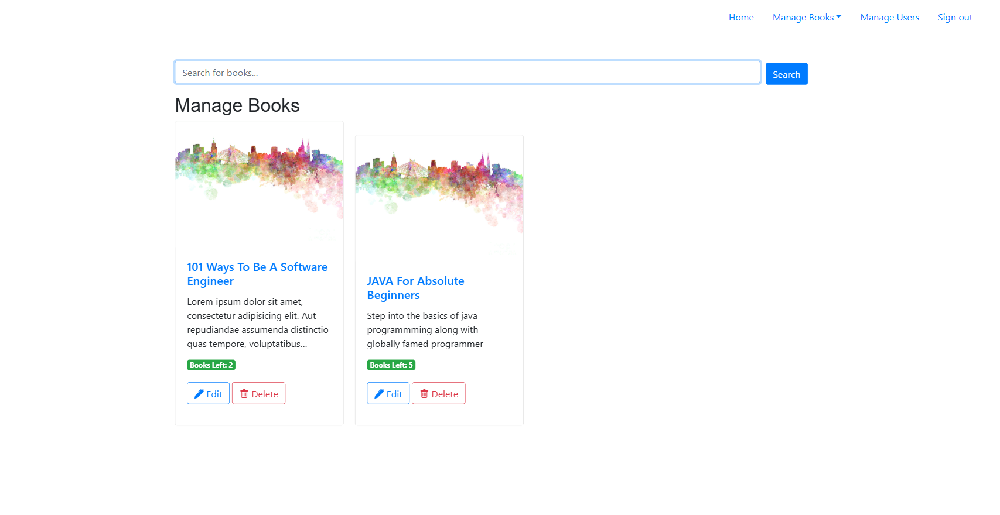 Home Manage Books Manage Users Sign out
Search for books...
Search
Manage Books
101 Ways To Be A Software
Engineer
Lorem ipsum dolor sit amet,
consectetur adipisicing elit. Aut
repudiandae assumenda distinctio
quas tempore, voluptatibus...
Books Left: 2
Edit Delete
JAVA For Absolute
Beginners
Step into the basics of java
programmming along with
globally famed programmer
Books Left: 5
Edit Delete